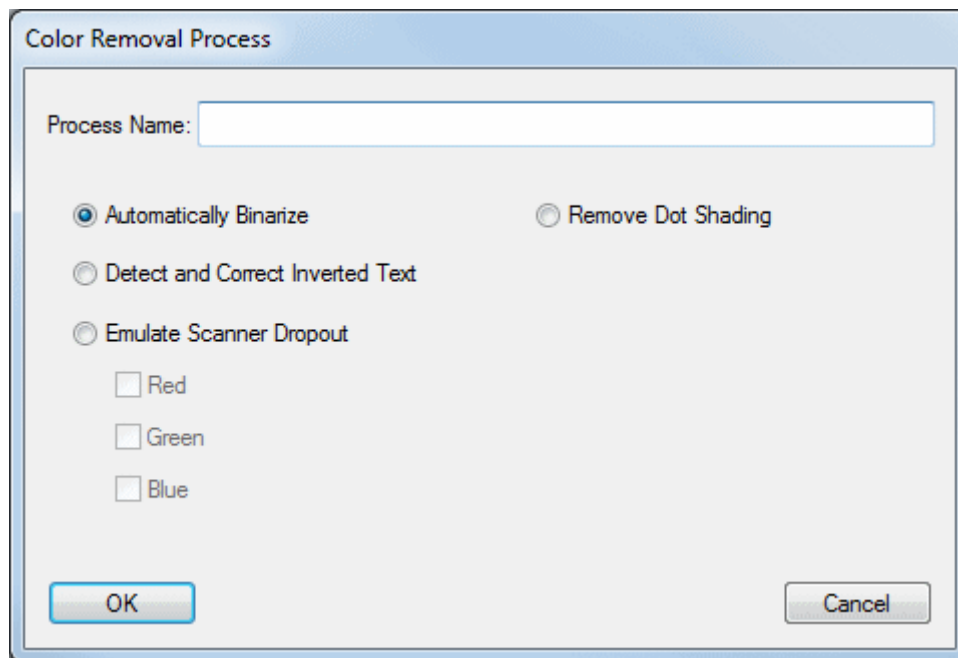 Color Removal Process
Process Name:
Automatically Binarize Remove Dot Shading
Detect and Correct Inverted Text
Emulate Scanner Dropout
Red
Green
Blue
OK Cancel